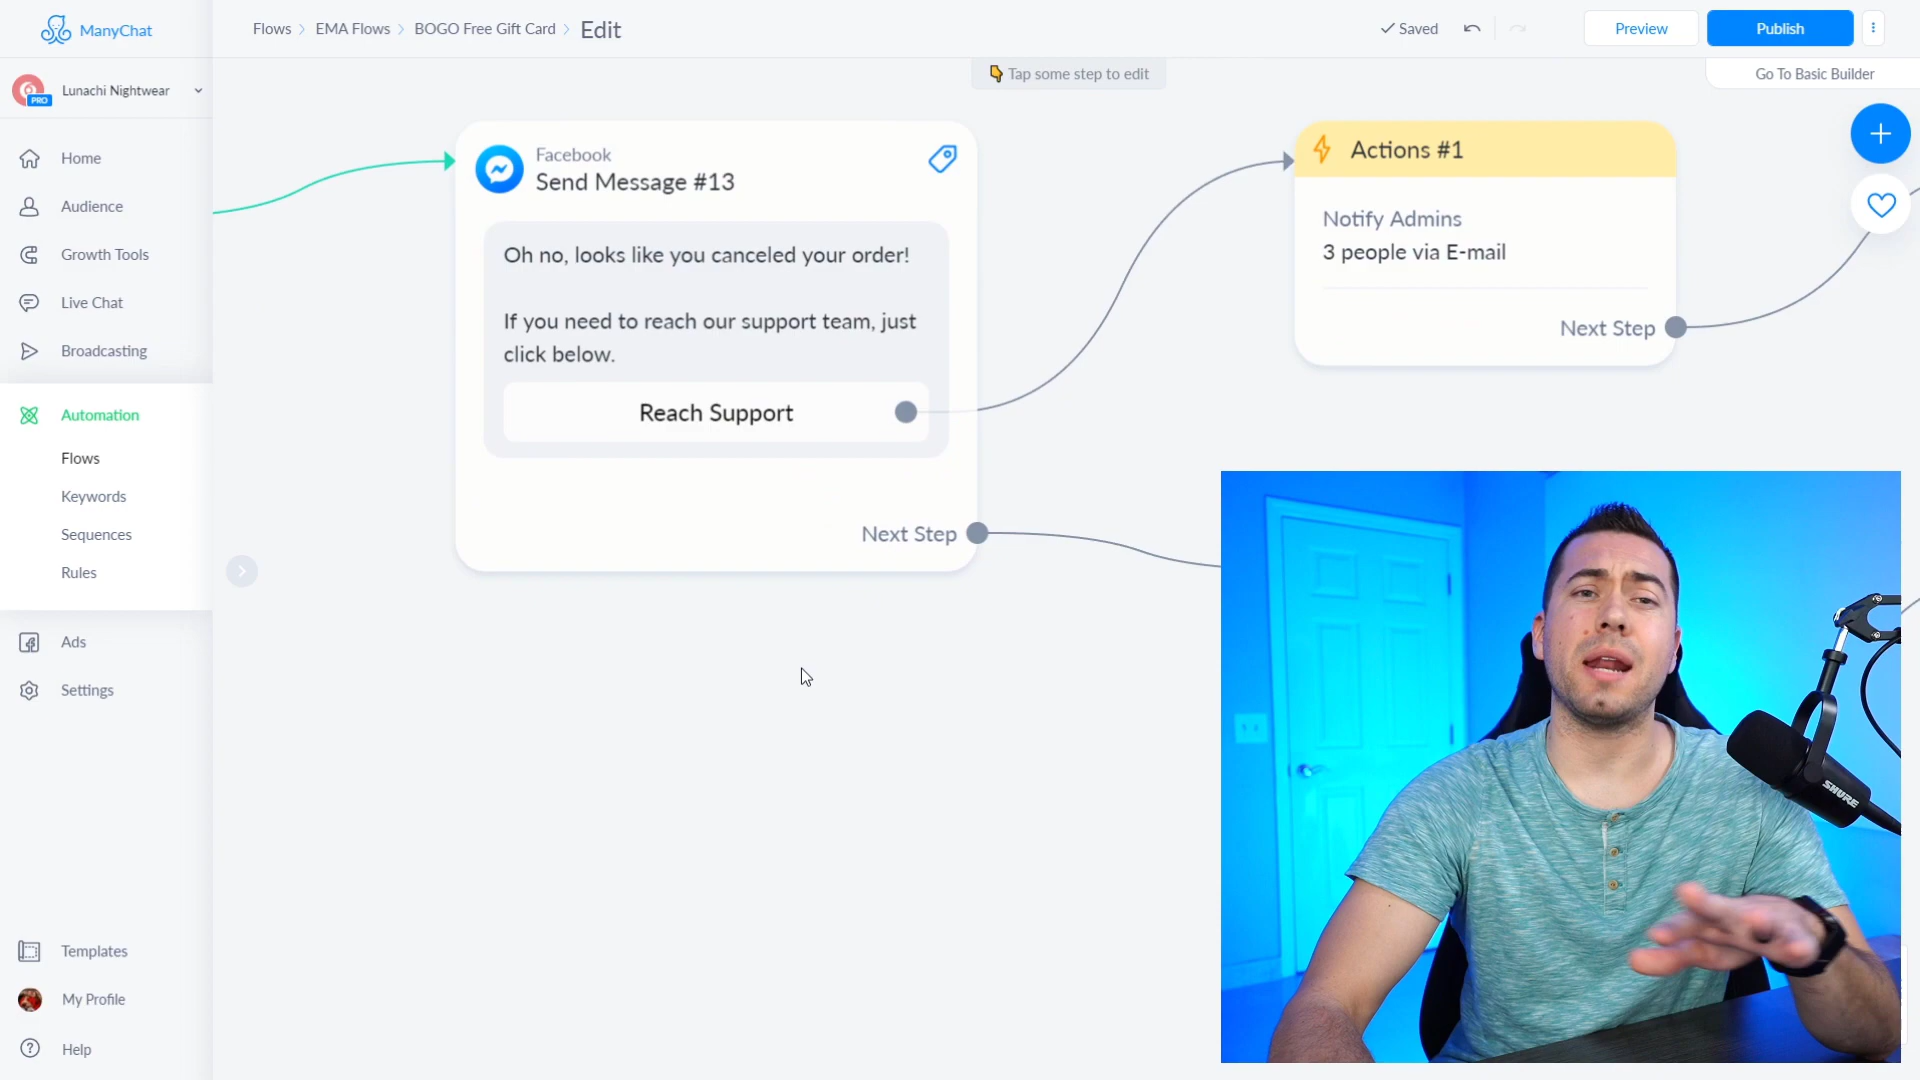 ManyChat
Flows
EMA Flows
BOGO Free Gift Card
Edit
Saved
Preview
Publish
Tap some step to edit
Go To Basic Builder
PRO
Lunachi Nightwear
Home
Audience
Growth Tools
Live Chat
Broadcasting
Automation
Flows
Keywords
Sequences
Rules
Ads
Settings
Templates
My Profile
Help
Facebook
Send Message #13
Oh no, looks like you canceled your order!
If you need to reach our support team, just
click below.
Reach Support
Next Step
Actions #1
Notify Admins
3 people via E-mail
Next Step
SHURE